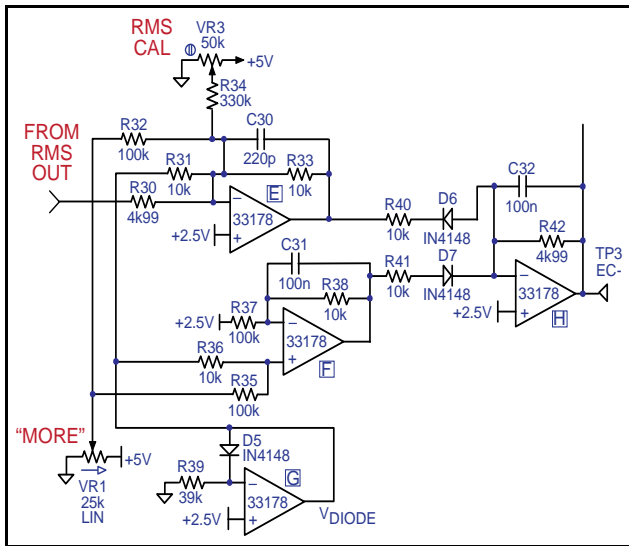 RMS
CAL
VR3
50k
+5V
R34
330k
FROM
RMS
OUT
R32
100k
C30
220p
R31
10k
R33
10k
R30
4k99
E
−
33178
+
+2.5V
R40
10k
D6
IN4148
C32
100n
R42
4k99
TP3
EC-
C31
100n
R41
10k
D7
IN4148
−
33178
+
+2.5V
H
R38
10k
+2.5V
R37
100k
−
33178
+
F
R36
10k
R35
100k
"MORE"
+5V
VR1
25k
LIN
D5
IN4148
R39
39k
G
−
33178
+
+2.5V
VDIODE